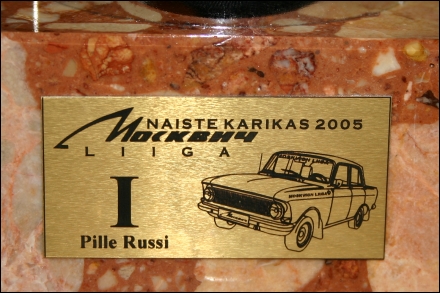 NAISTE KARIKAS 2005
Москвич
LIIGA
I
Pille Russi